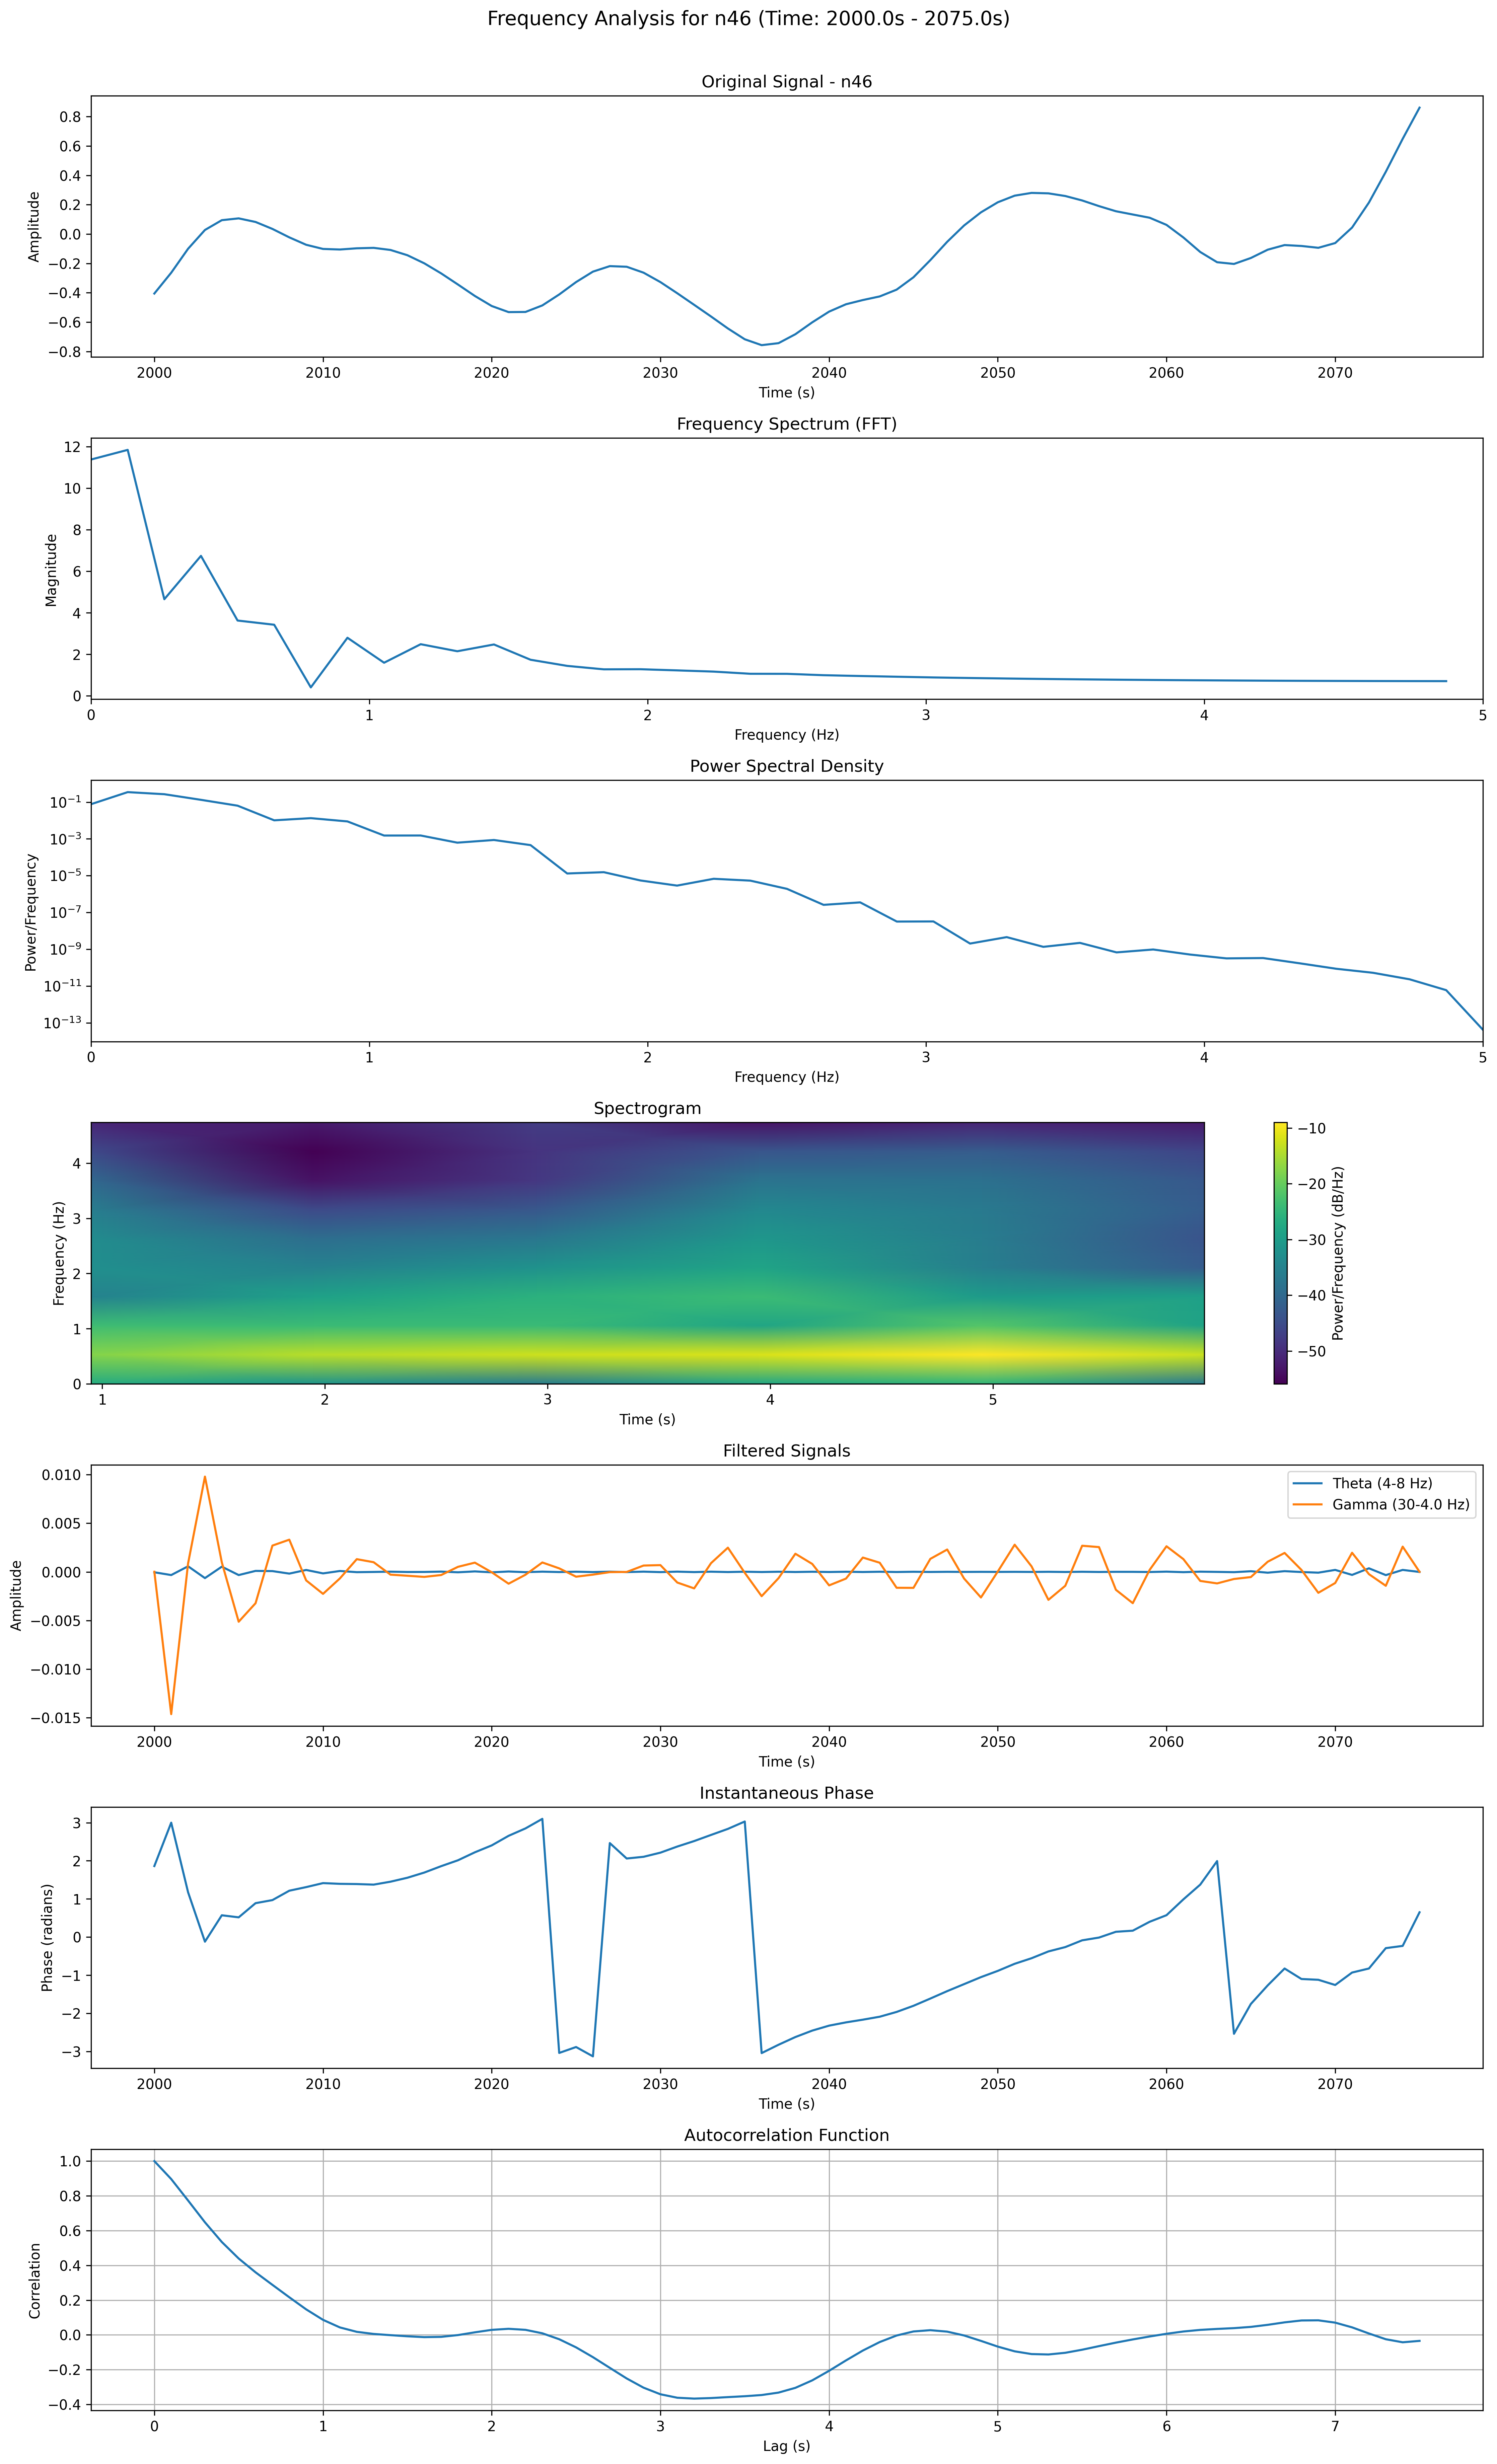 Frequency Analysis for n46 (Time: 2000.0s - 2075.0s)
Original Signal - n46
Amplitude
0.8
0.6
0.4
0.2
0.0
−0.2
−0.4
−0.6
−0.8
2000 2010 2020 2030 2040 2050 2060 2070
Time (s)
Frequency Spectrum (FFT)
Magnitude
12
10
8
6
4
2
0
0 1 2 3 4 5
Frequency (Hz)
Power Spectral Density
Power/Frequency
10⁻¹
10⁻³
10⁻⁵
10⁻⁷
10⁻⁹
10⁻¹¹
10⁻¹³
0 1 2 3 4 5
Frequency (Hz)
Spectrogram
Frequency (Hz)
4
3
2
1
0
1 2 3 4 5
Time (s)
−10
−20
−30
−40
−50
Power/Frequency (dB/Hz)
Filtered Signals
Amplitude
0.010
0.005
0.000
−0.005
−0.010
−0.015
Theta (4-8 Hz)
Gamma (30-4.0 Hz)
2000 2010 2020 2030 2040 2050 2060 2070
Time (s)
Instantaneous Phase
Phase (radians)
3
2
1
0
−1
−2
−3
2000 2010 2020 2030 2040 2050 2060 2070
Time (s)
Autocorrelation Function
Correlation
1.0
0.8
0.6
0.4
0.2
0.0
−0.2
−0.4
0 1 2 3 4 5 6 7
Lag (s)